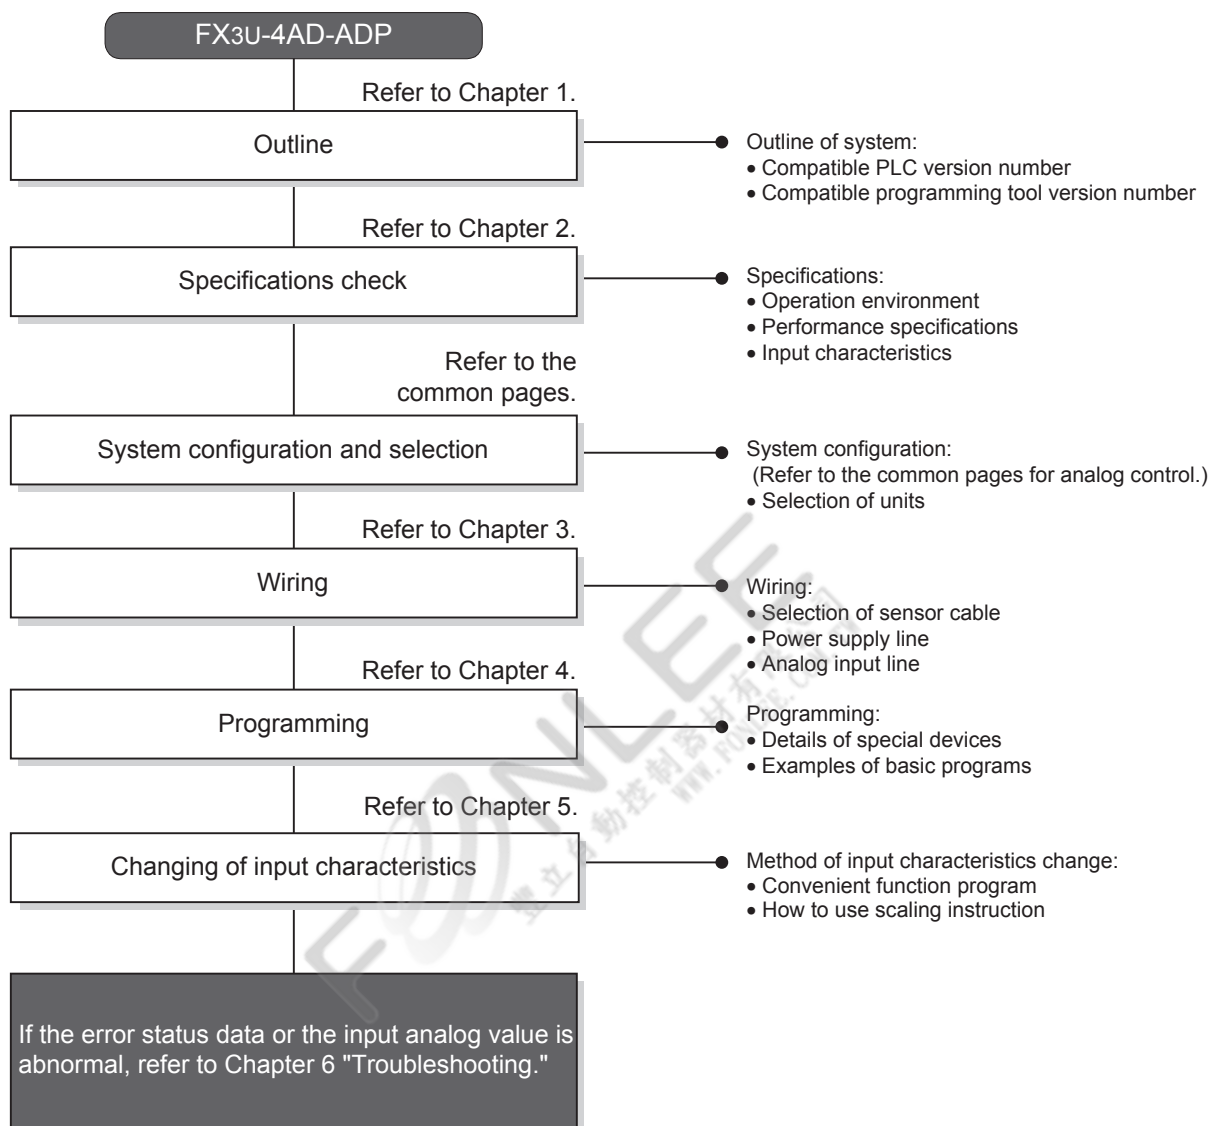 FX3U-4AD-ADP
Refer to Chapter 1.
Outline
Outline of system:
• Compatible PLC version number
• Compatible programming tool version number
Refer to Chapter 2.
Specifications check
Specifications:
• Operation environment
• Performance specifications
• Input characteristics
Refer to the
common pages.
System configuration and selection
System configuration:
(Refer to the common pages for analog control.)
• Selection of units
Refer to Chapter 3.
Wiring
Wiring:
• Selection of sensor cable
• Power supply line
• Analog input line
Refer to Chapter 4.
Programming
Programming:
• Details of special devices
• Examples of basic programs
Refer to Chapter 5.
Changing of input characteristics
Method of input characteristics change:
• Convenient function program
• How to use scaling instruction
If the error status data or the input analog value is
abnormal, refer to Chapter 6 "Troubleshooting."
FONLEE